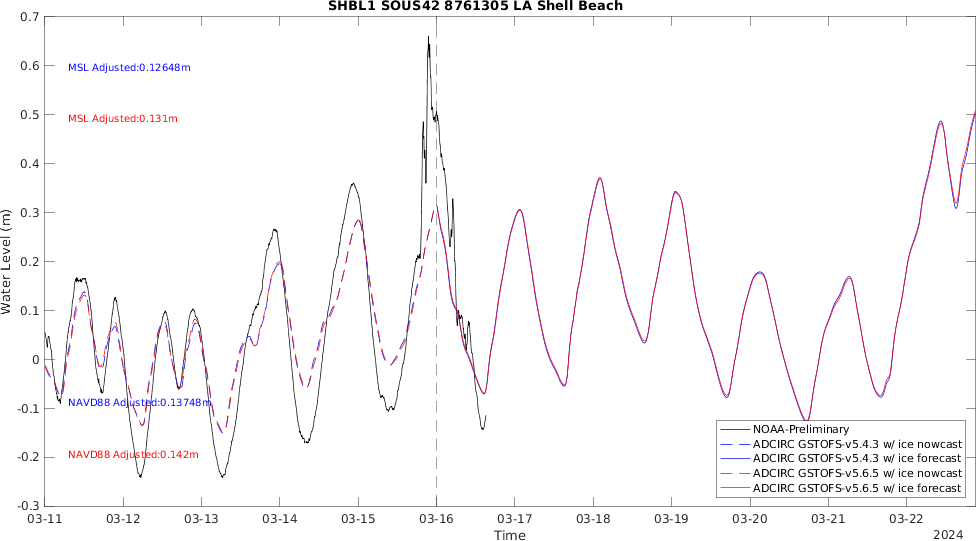 SHBL1 SOUS42 8761305 LA Shell Beach
0.7
0.6
0.5
0.4
0.3
0.2
0.1
0
-0.1
-0.2
-0.3
Water Level (m)
MSL Adjusted:0.12648m
MSL Adjusted:0.131m
NAVD88 Adjusted:0.13748m
NAVD88 Adjusted:0.142m
NOAA-Preliminary
ADCIRC GSTOFS-v5.4.3 w/ ice nowcast
ADCIRC GSTOFS-v5.4.3 w/ ice forecast
ADCIRC GSTOFS-v5.6.5 w/ ice nowcast
ADCIRC GSTOFS-v5.6.5 w/ ice forecast
03-11 03-12 03-13 03-14 03-15 03-16 03-17 03-18 03-19 03-20 03-21 03-22
Time
2024